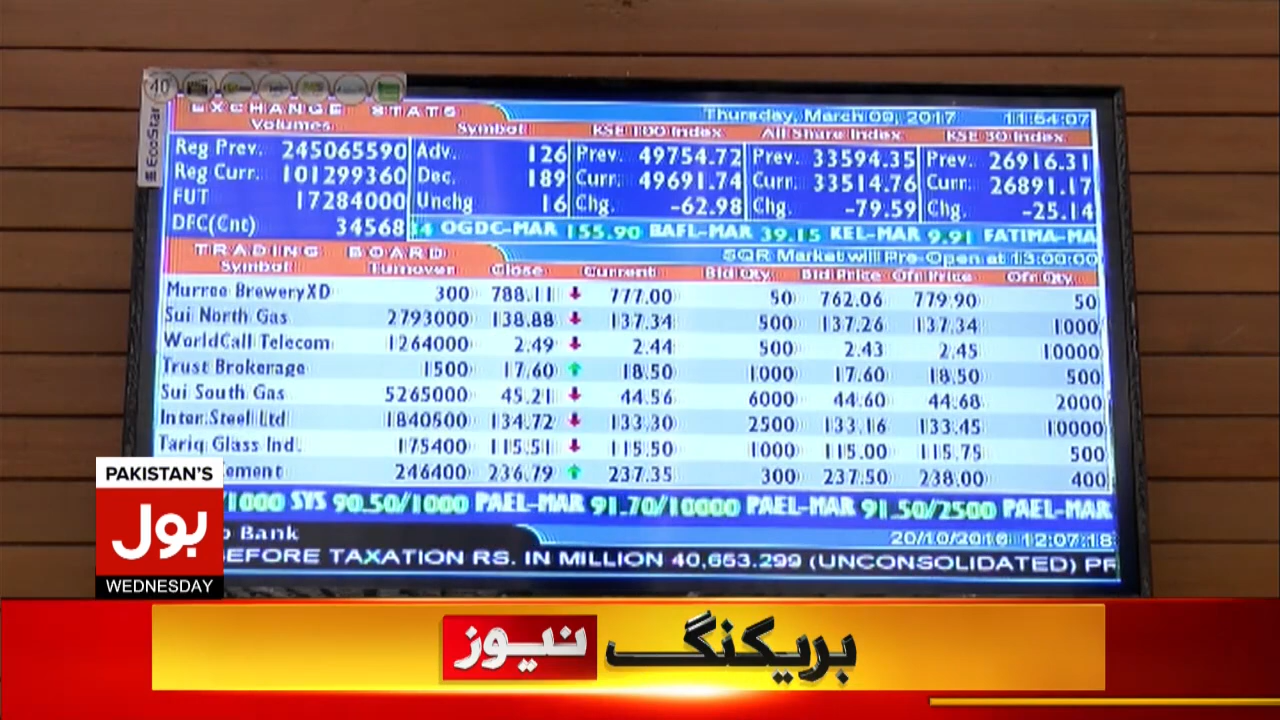 40
EcoStar
EXCHANGE STATS
Thursday, March 09, 2017 11:54:07
Volumes Symbol KSE 100 Index All Share Index KSE 30 Index
Reg Prev. 245065590 Adv. 126 Prev. 49754.72 Prev. 33594.35 Prev. 26916.31
Reg Curr. 101299360 Dec. 189 Curr. 49691.74 Curr. 33514.76 Curr. 26891.17
FUT 17284000 Unchg 16 Chg. -62.98 Chg. -79.59 Chg. -25.14
DFC(Cnt) 34568 OGDC-MAR 155.90 BAFL-MAR 39.15 KEL-MAR 9.91 FATIMA-MA
TRADING BOARD SQR Market will Pre-Open at 13:00:00
Symbol Turnover Close Current Bid Qty. Bid Price Ofr.Price Ofr.Qty.
Murree BreweryXD 300 788.11 777.00 50 762.06 779.90 50
Sui North Gas 2793000 138.88 137.34 500 137.26 137.34 1000
WorldCall Telecom 1264000 2.49 2.44 500 2.43 2.45 10000
Trust Brokerage 1500 17.60 18.50 1000 17.60 18.50 500
Sui South Gas 5265000 45.21 44.56 6000 44.60 44.68 2000
Inter.Steel Ltd 1840500 134.72 133.30 2500 133.16 133.45 10000
Tariq Glass Ind. 175400 115.51 115.50 1000 115.00 115.75 500
ement 246400 236.79 237.35 300 237.50 238.00 400
/1000 SYS 90.50/1000 PAEL-MAR 91.70/10000 PAEL-MAR 91.50/2500 PAEL-MAR
o Bank 20/10/2016 12:07:18
BEFORE TAXATION RS. IN MILLION 40,653.299 (UNCONSOLIDATED) PR
PAKISTAN'S
بول
WEDNESDAY
بریکنگ نیوز